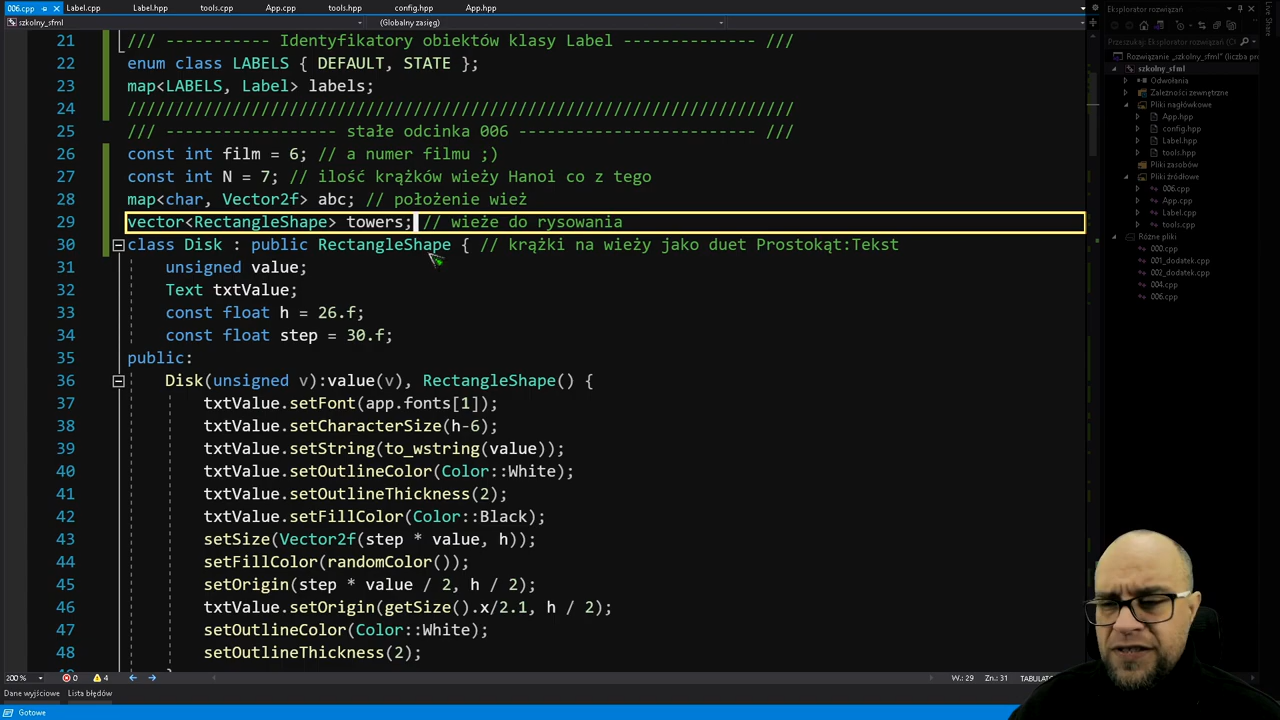 006.cpp
Label.cpp
Label.hpp
tools.cpp
tools.hpp
config.hpp
App.hpp
szkolny_sfml
(Globalny zasięg)
21 /// ----------- Identyfikatory obiektów klasy Label -------------- ///
22 enum class LABELS { DEFAULT, STATE };
23 map<LABELS, Label> labels;
24 //////////////////////////////////////////////////////////////////////
25 /// ----------------- stałe odcinka 006 ------------------------- ///
26 const int film = 6; // a numer filmu ;)
27 const int N = 7; // ilość krążków wieży Hanoi co z tego
28 map<char, Vector2f> abc; // położenie wież
29 vector<RectangleShape> towers; // wieże do rysowania
30 class Disk : public RectangleShape { // krążki na wieży jako duet Prostokąt:Tekst
31 unsigned value;
32 Text txtValue;
33 const float h = 26.f;
34 const float step = 30.f;
35 public:
36 Disk(unsigned v):value(v), RectangleShape() {
37 txtValue.setFont(app.fonts[1]);
38 txtValue.setCharacterSize(h-6);
39 txtValue.setString(to_wstring(value));
40 txtValue.setOutlineColor(Color::White);
41 txtValue.setOutlineThickness(2);
42 txtValue.setFillColor(Color::Black);
43 setSize(Vector2f(step * value, h));
44 setFillColor(randomColor());
45 setOrigin(step * value / 2, h / 2);
46 txtValue.setOrigin(getSize().x/2.1, h / 2);
47 setOutlineColor(Color::White);
48 setOutlineThickness(2);
200 %
0
4
W.: 29
Zn.: 31
TABULATO
Dane wyjściowe
Lista błędów
Gotowe
Eksplorator rozwiązań
Przeszukaj: Eksplorator rozwiązań (
Rozwiązanie „szkolny_sfml” (liczba pro
szkolny_sfml
Odwołania
Zależności zewnętrzne
Pliki nagłówkowe
App.hpp
config.hpp
Label.hpp
tools.hpp
Pliki zasobów
Pliki źródłowe
006.cpp
App.cpp
Label.cpp
tools.cpp
Różne pliki
000.cpp
001_dodatek.cpp
002_dodatek.cpp
004.cpp
006.cpp
Live Share